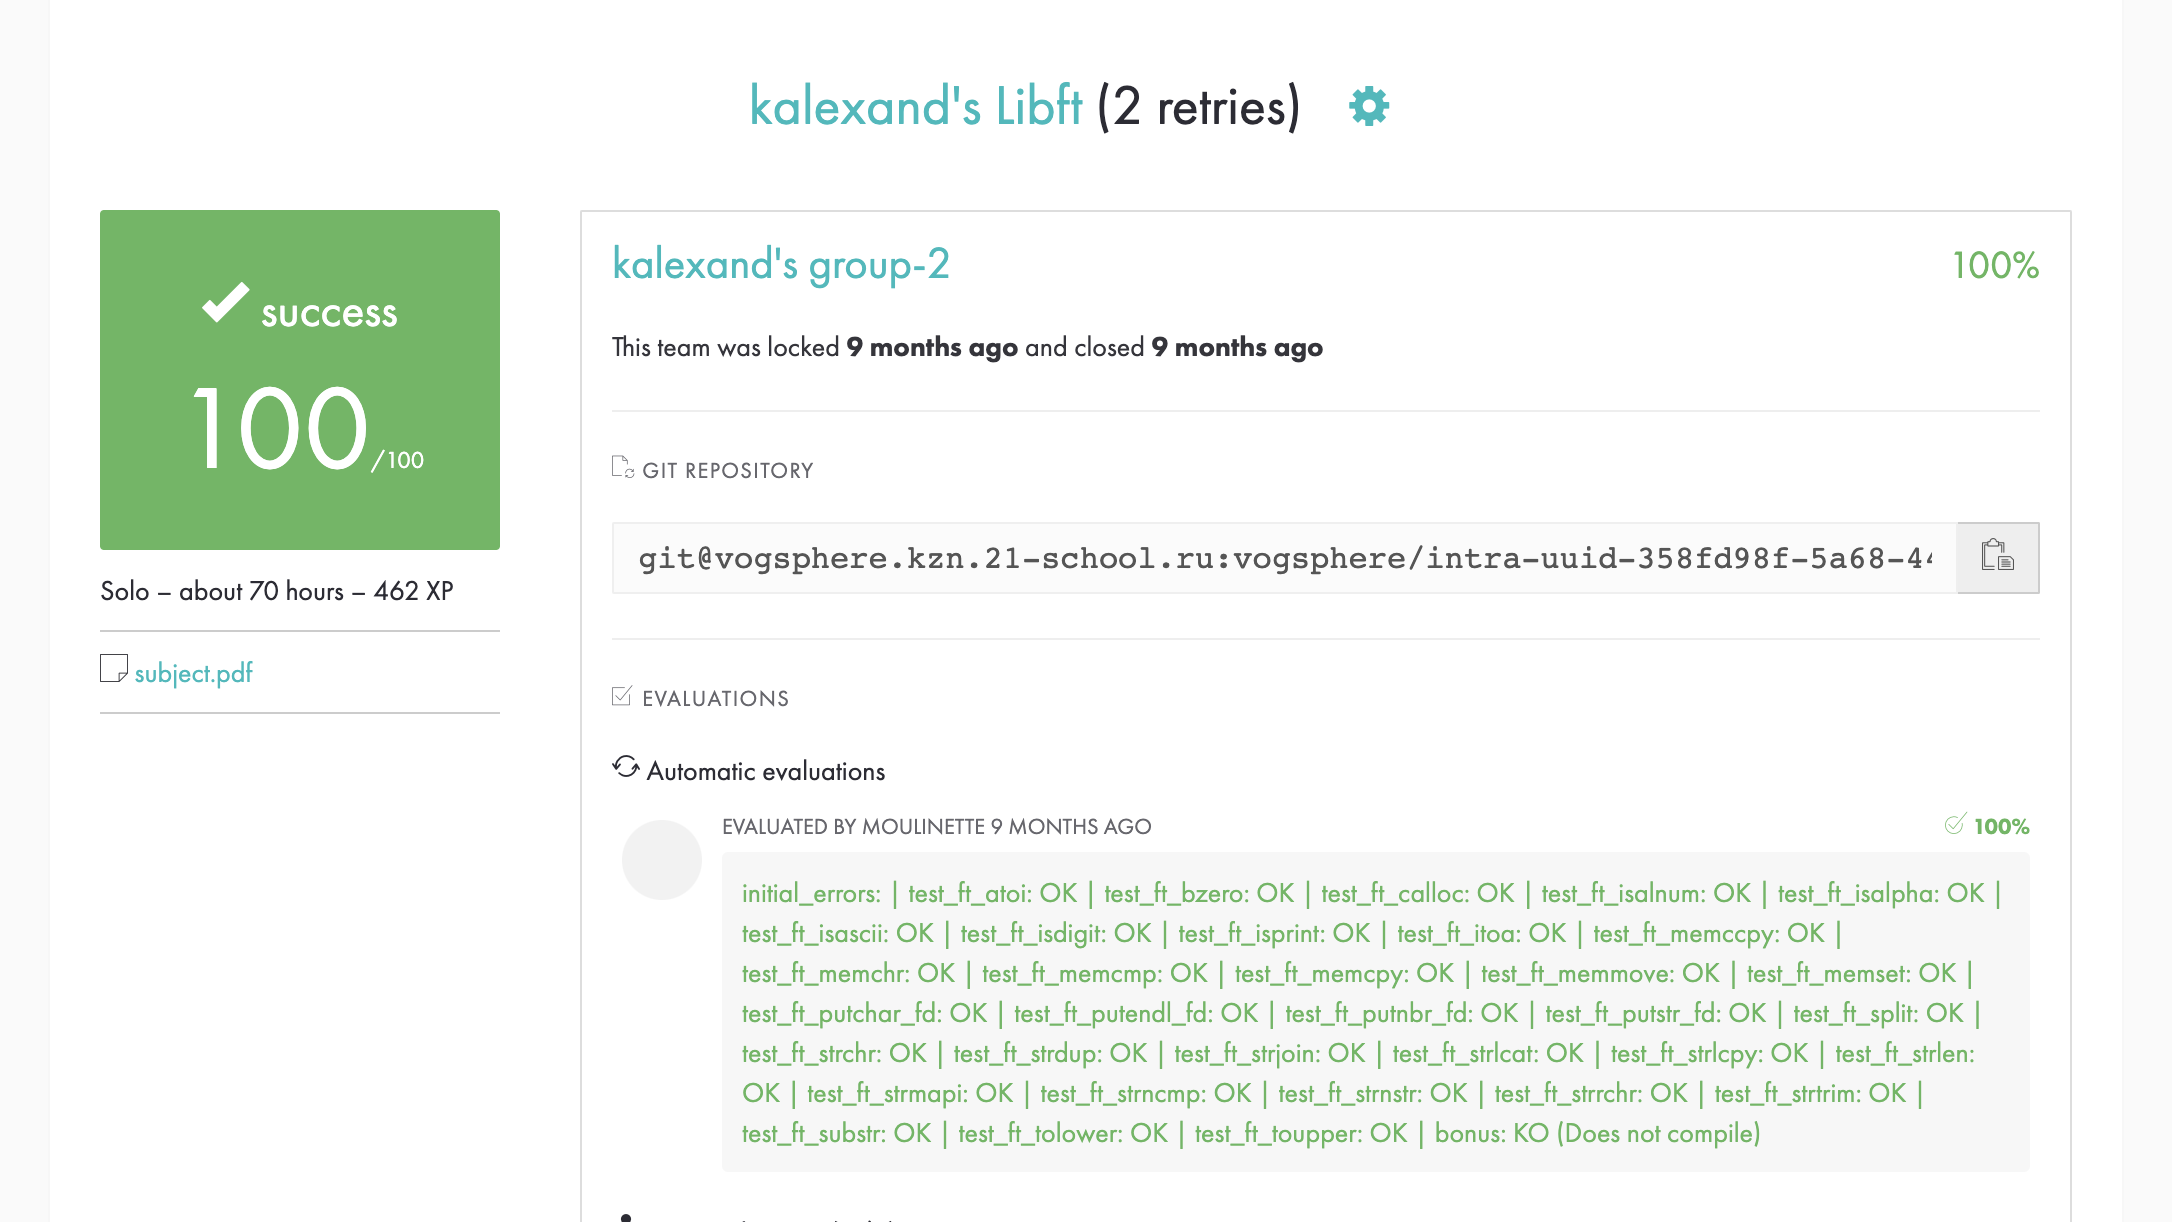 kalexand's Libft (2 retries)
success
100/100
Solo – about 70 hours – 462 XP
subject.pdf
kalexand's group-2
100%
This team was locked 9 months ago and closed 9 months ago
GIT REPOSITORY
git@vogsphere.kzn.21-school.ru:vogsphere/intra-uuid-358fd98f-5a68-44
EVALUATIONS
Automatic evaluations
EVALUATED BY MOULINETTE 9 MONTHS AGO
100%
initial_errors: | test_ft_atoi: OK | test_ft_bzero: OK | test_ft_calloc: OK | test_ft_isalnum: OK | test_ft_isalpha: OK |
test_ft_isascii: OK | test_ft_isdigit: OK | test_ft_isprint: OK | test_ft_itoa: OK | test_ft_memccpy: OK |
test_ft_memchr: OK | test_ft_memcmp: OK | test_ft_memcpy: OK | test_ft_memmove: OK | test_ft_memset: OK |
test_ft_putchar_fd: OK | test_ft_putendl_fd: OK | test_ft_putnbr_fd: OK | test_ft_putstr_fd: OK | test_ft_split: OK |
test_ft_strchr: OK | test_ft_strdup: OK | test_ft_strjoin: OK | test_ft_strlcat: OK | test_ft_strlcpy: OK | test_ft_strlen:
OK | test_ft_strmapi: OK | test_ft_strncmp: OK | test_ft_strnstr: OK | test_ft_strrchr: OK | test_ft_strtrim: OK |
test_ft_substr: OK | test_ft_tolower: OK | test_ft_toupper: OK | bonus: KO (Does not compile)